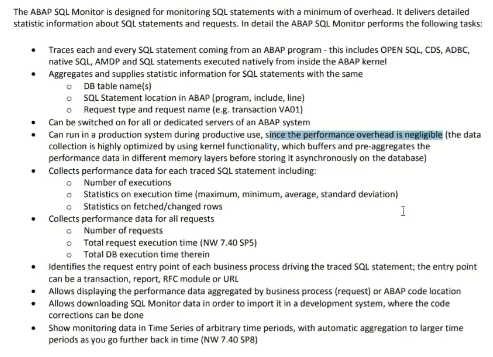 The ABAP SQL Monitor is designed for monitoring SQL statements with a minimum of overhead. It delivers detailed
statistic information about SQL statements and requests. In detail the ABAP SQL Monitor performs the following tasks:
• Traces each and every SQL statement coming from an ABAP program - this includes OPEN SQL, CDS, ADBC,
native SQL, AMDP and SQL statements executed natively from inside the ABAP kernel
• Aggregates and supplies statistic information for SQL statements with the same
o DB table name(s)
o SQL Statement location in ABAP (program, include, line)
o Request type and request name (e.g. transaction VA01)
• Can be switched on for all or dedicated servers of an ABAP system
• Can run in a production system during productive use, since the performance overhead is negligible (the data
collection is highly optimized by using kernel functionality, which buffers and pre-aggregates the
performance data in different memory layers before storing it asynchronously on the database)
• Collects performance data for each traced SQL statement including:
o Number of executions
o Statistics on execution time (maximum, minimum, average, standard deviation)
o Statistics on fetched/changed rows
• Collects performance data for all requests
o Number of requests
o Total request execution time (NW 7.40 SP5)
o Total DB execution time therein
• Identifies the request entry point of each business process driving the traced SQL statement; the entry point
can be a transaction, report, RFC module or URL
• Allows displaying the performance data aggregated by business process (request) or ABAP code location
• Allows downloading SQL Monitor data in order to import it in a development system, where the code
corrections can be done
• Show monitoring data in Time Series of arbitrary time periods, with automatic aggregation to larger time
periods as you go further back in time (NW 7.40 SP8)